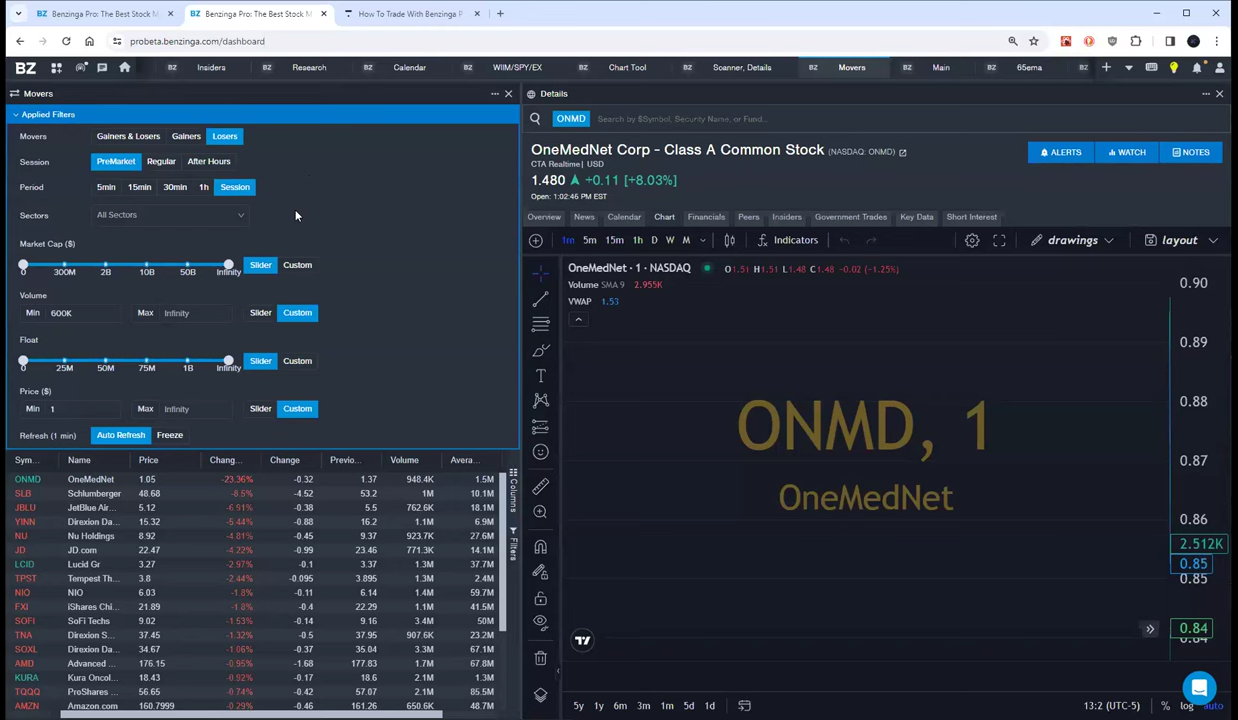 Benzinga Pro: The Best Stock M
Benzinga Pro: The Best Stock M
How To Trade With Benzinga P
probeta.benzinga.com/dashboard
BZ
BZ Insiders
BZ Research
BZ Calendar
BZ WIIM/SPY/EX
BZ Chart Tool
BZ Scanner, Details
BZ Movers
BZ Main
BZ 65ema
BZ
Movers
Applied Filters
Movers Gainers & Losers Gainers Losers
Session PreMarket Regular After Hours
Period 5min 15min 30min 1h Session
Sectors All Sectors
Market Cap ($)
Slider Custom
0 300M 2B 10B 50B Infinity
Volume
Min 600K Max Infinity Slider Custom
Float
Slider Custom
0 25M 50M 75M 1B Infinity
Price ($)
Min 1 Max Infinity Slider Custom
Refresh (1 min) Auto Refresh Freeze
Sym... Name Price Chang... Change Previo... Volume Avera...
ONMD OneMedNet 1.05 -23.36% -0.32 1.37 948.4K 1.5M
SLB Schlumberger 48.68 -8.5% -4.52 53.2 1M 10.1M
JBLU JetBlue Air... 5.12 -6.91% -0.38 5.5 762.6K 18.1M
YINN Direxion Da... 15.32 -5.44% -0.88 16.2 1.1M 6.9M
NU Nu Holdings 8.92 -4.81% -0.45 9.37 923.7K 27.6M
JD JD.com 22.47 -4.22% -0.99 23.46 771.3K 14.1M
LCID Lucid Gr 3.27 -2.97% -0.1 3.37 1.3M 37.7M
TPST Tempest Th... 3.8 -2.44% -0.095 3.895 1.3M 2.4M
NIO NIO 6.03 -1.8% -0.11 6.14 1.4M 59.7M
FXI iShares Chi... 21.89 -1.8% -0.4 22.29 1.1M 41.5M
SOFI SoFi Techs 9.02 -1.53% -0.14 9.16 3.4M 50M
TNA Direxion S... 37.45 -1.32% -0.5 37.95 907.6K 23.2M
SOXL Direxion Da... 34.67 -1.06% -0.37 35.04 3.3M 67.1M
AMD Advanced ... 176.15 -0.95% -1.68 177.83 1.3M 67.8M
KURA Kura Oncol... 18.43 -0.92% -0.17 18.6 2.1M 1.3M
TQQQ ProShares ... 56.65 -0.74% -0.42 57.07 2.1M 85.5M
AMZN Amazon.com 160.7999 -0.29% -0.46 161.26 650.6K 48.7M
Columns
Filters
Details
ONMD Search by $Symbol, Security Name, or Fund...
OneMedNet Corp - Class A Common Stock (NASDAQ: ONMD)
CTA Realtime | USD
1.480 +0.11 [+8.03%]
Open: 1:02:45 PM EST
ALERTS WATCH NOTES
Overview News Calendar Chart Financials Peers Insiders Government Trades Key Data Short Interest
1m 5m 15m 1h D W M Indicators drawings layout
OneMedNet · 1 · NASDAQ O1.51 H1.51 L1.48 C1.48 -0.02 (-1.25%)
Volume SMA 9 2.955K
VWAP 1.53
ONMD, 1
OneMedNet
0.90
0.89
0.88
0.87
0.86
2.512K
0.85
0.85
0.84
5y 1y 6m 3m 1m 5d 1d 13:2 (UTC-5) % log auto